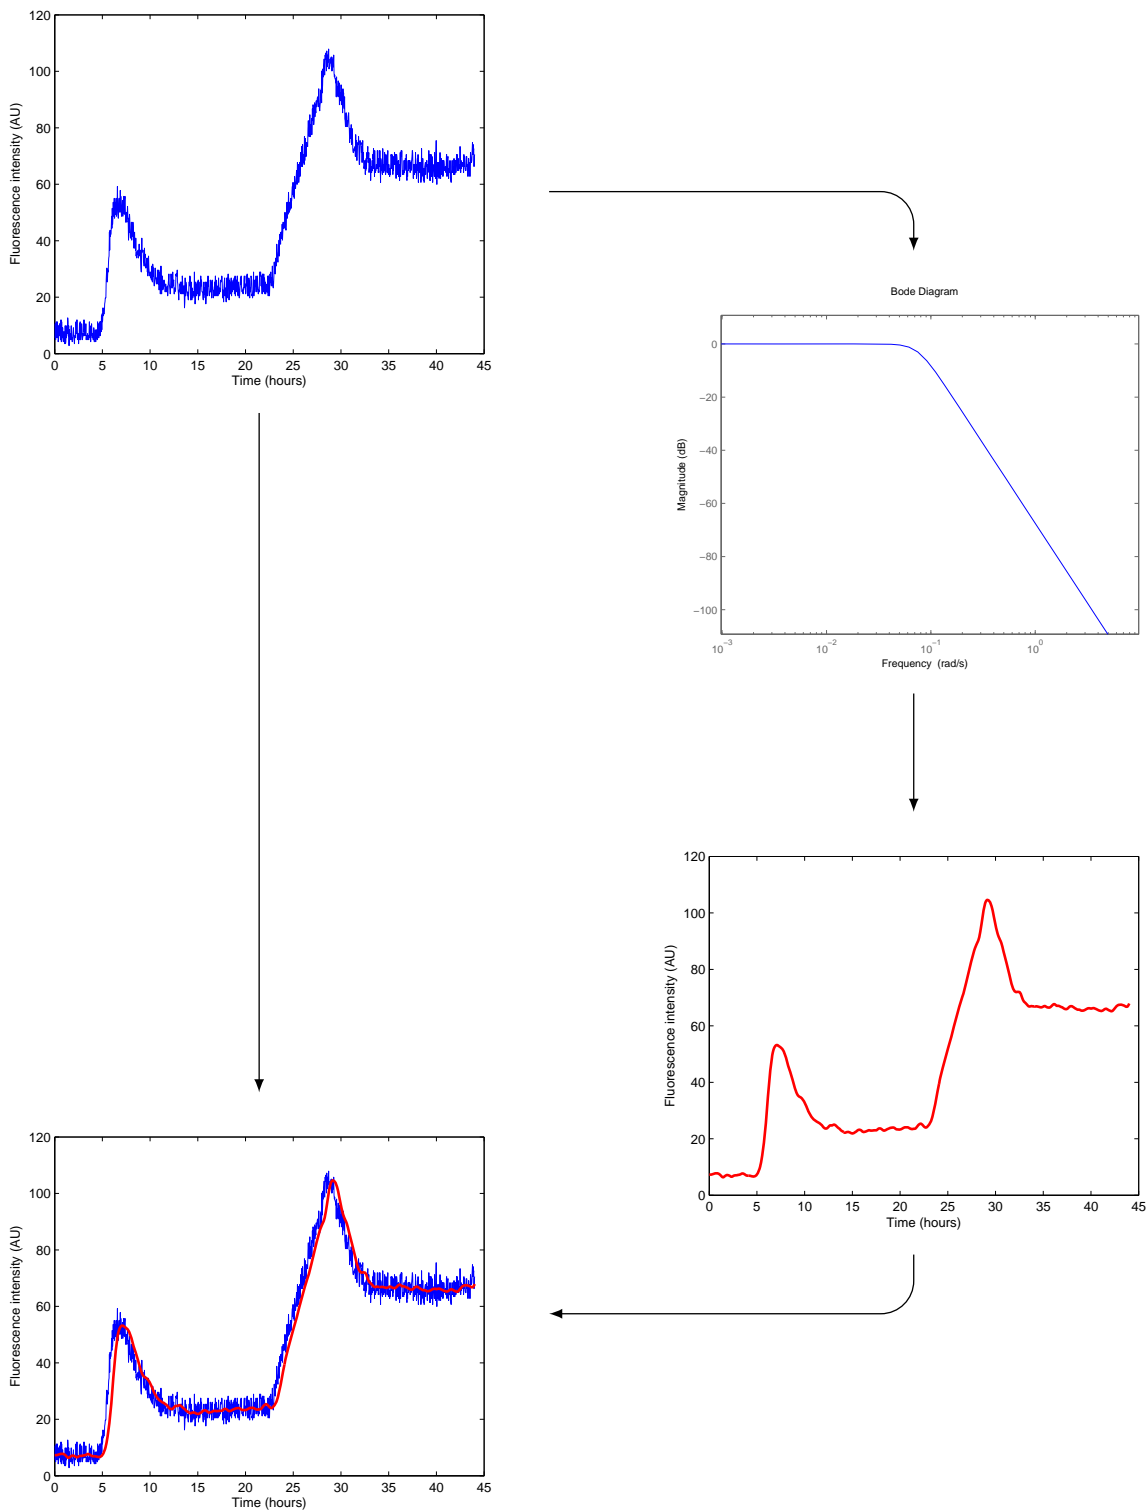 120
100
80
60
40
20
0
Fluorescence intensity (AU)
0 5 10 15 20 25 30 35 40 45
Time (hours)
Bode Diagram
0
−20
−40
−60
−80
−100
Magnitude (dB)
10−3 10−2 10−1 100
Frequency (rad/s)
120
100
80
60
40
20
0
Fluorescence intensity (AU)
0 5 10 15 20 25 30 35 40 45
Time (hours)
120
100
80
60
40
20
0
Fluorescence intensity (AU)
0 5 10 15 20 25 30 35 40 45
Time (hours)